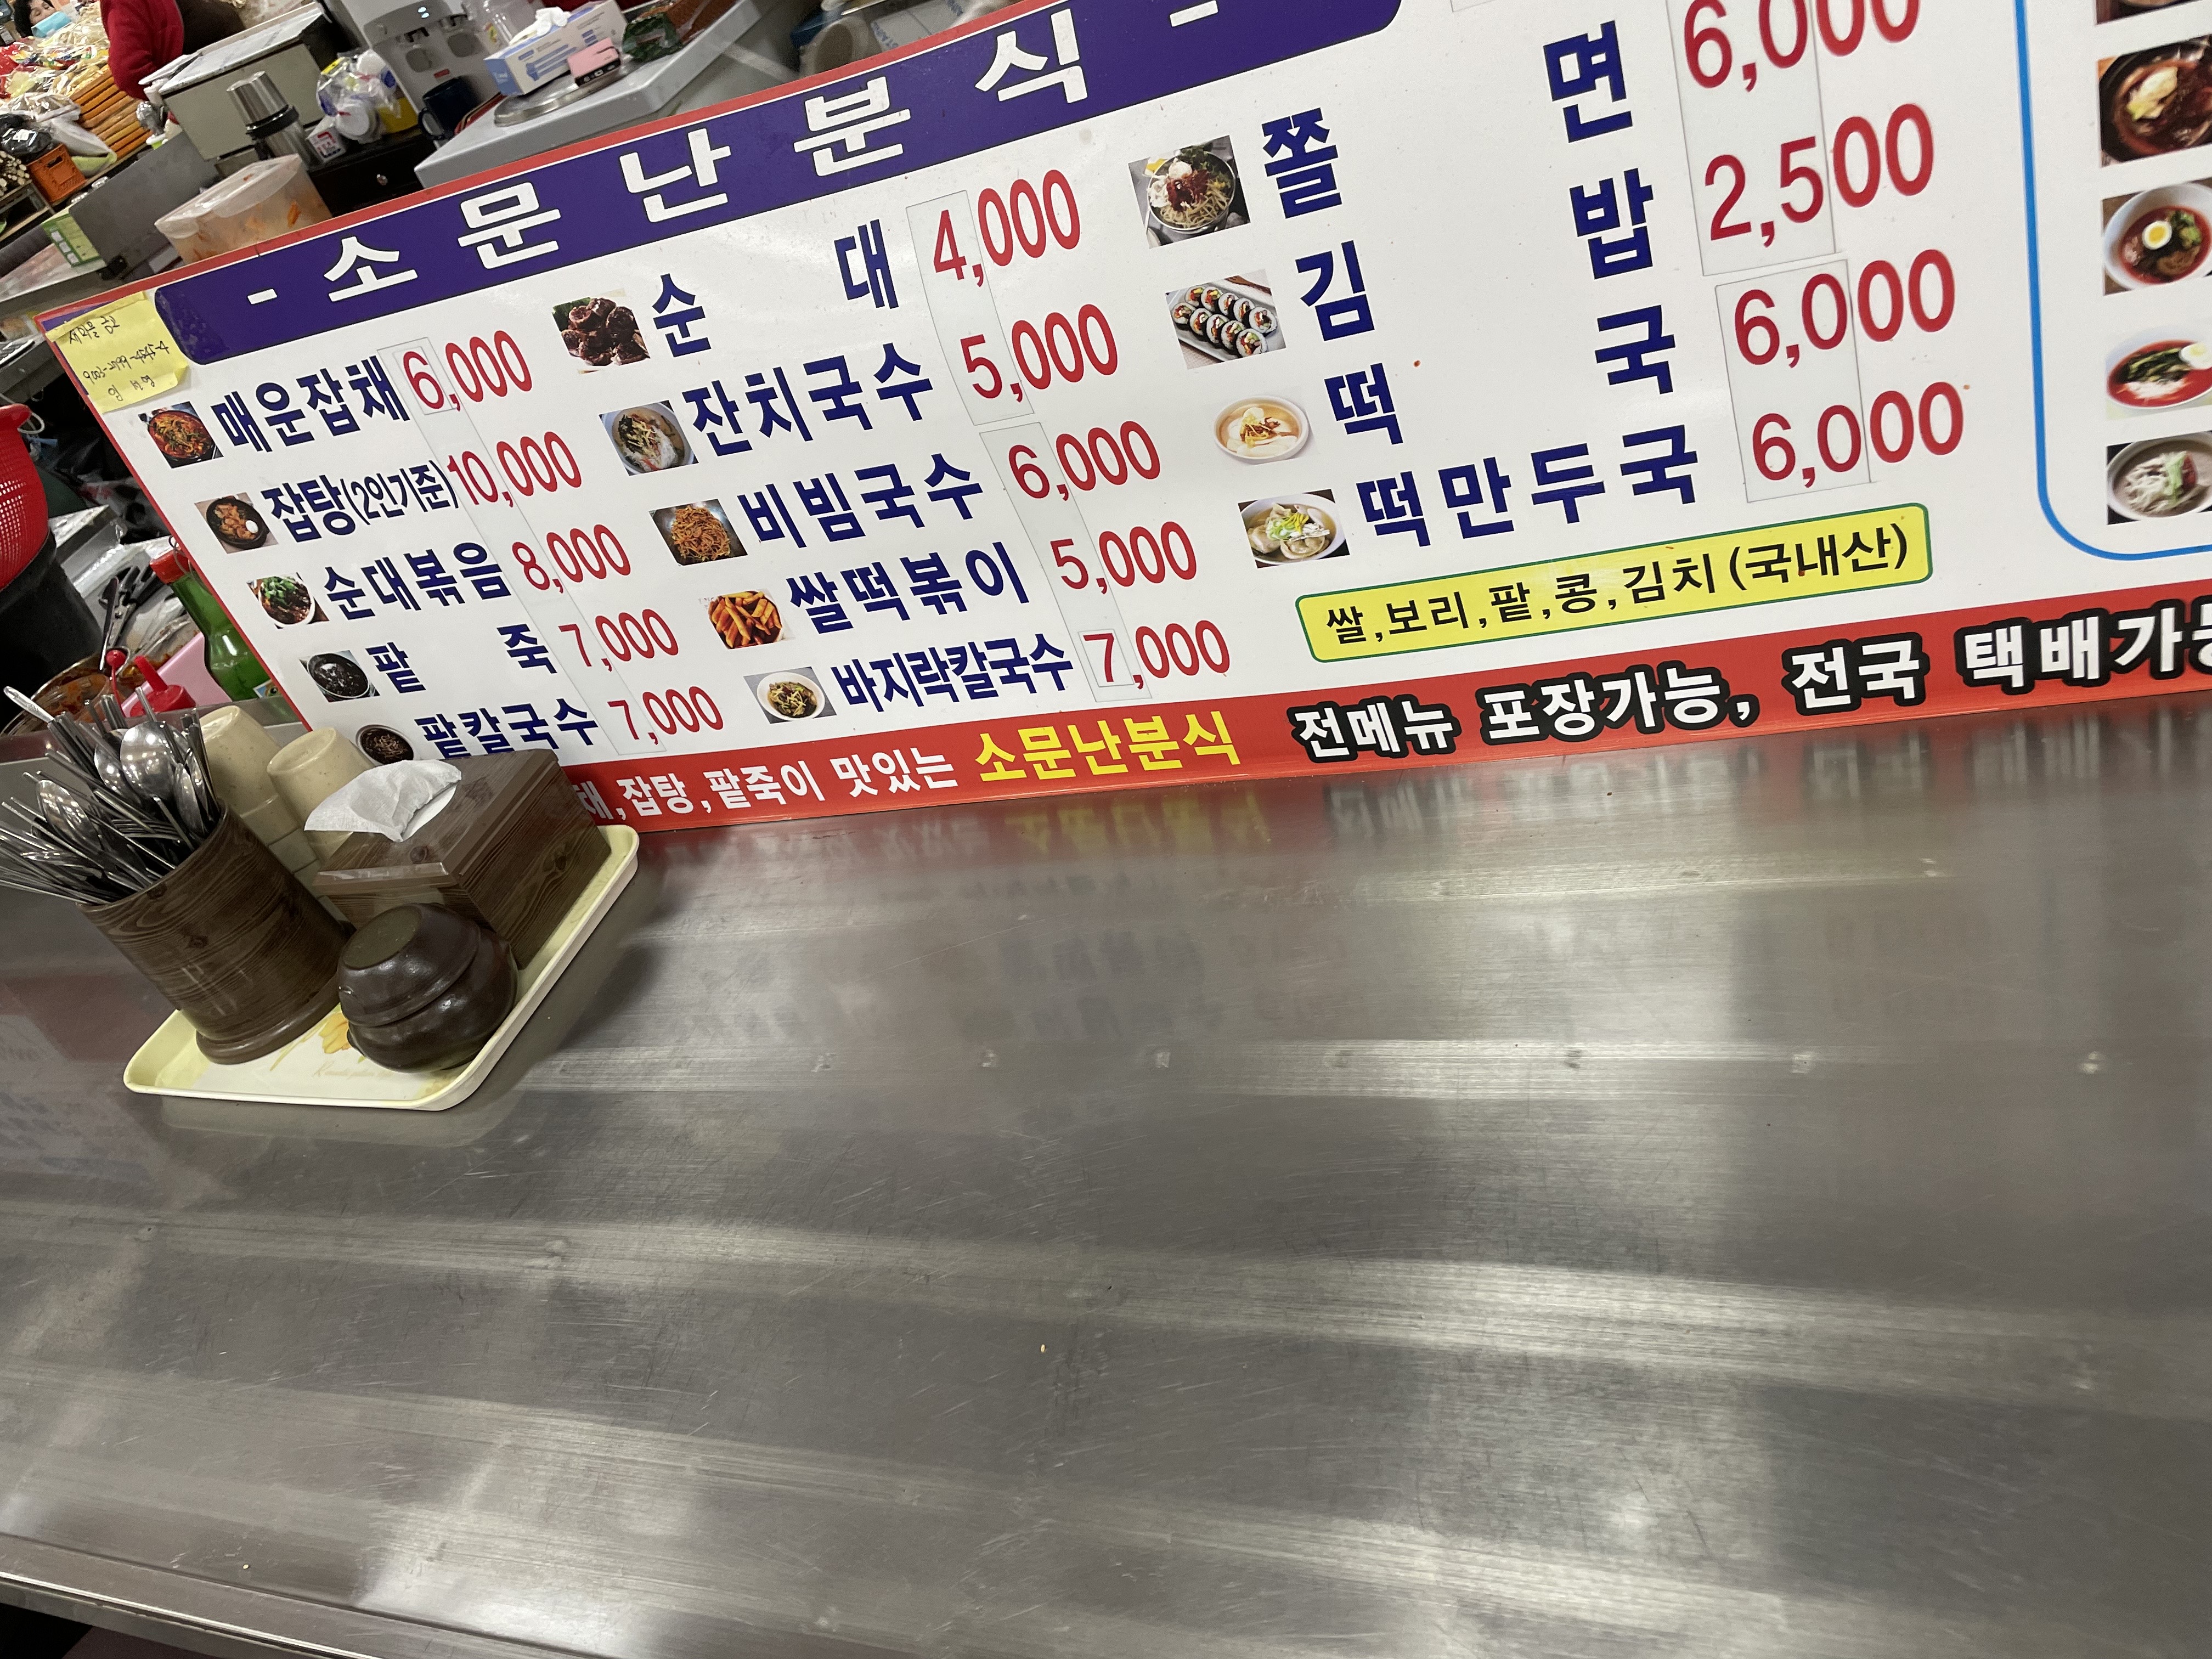 - 소문난분식 -
매운잡채 6,000
잡탕(2인기준) 10,000
순대볶음 8,000
팥죽 7,000
팥칼국수 7,000
순대 4,000
잔치국수 5,000
비빔국수 6,000
쌀떡볶이 5,000
바지락칼국수 7,000
쫄면 6,000
김밥 2,500
떡국 6,000
떡만두국 6,000
쌀,보리,팥,콩,김치(국내산)
,잡탕,팥죽이 맛있는 소문난분식 전메뉴 포장가능, 전국 택배가